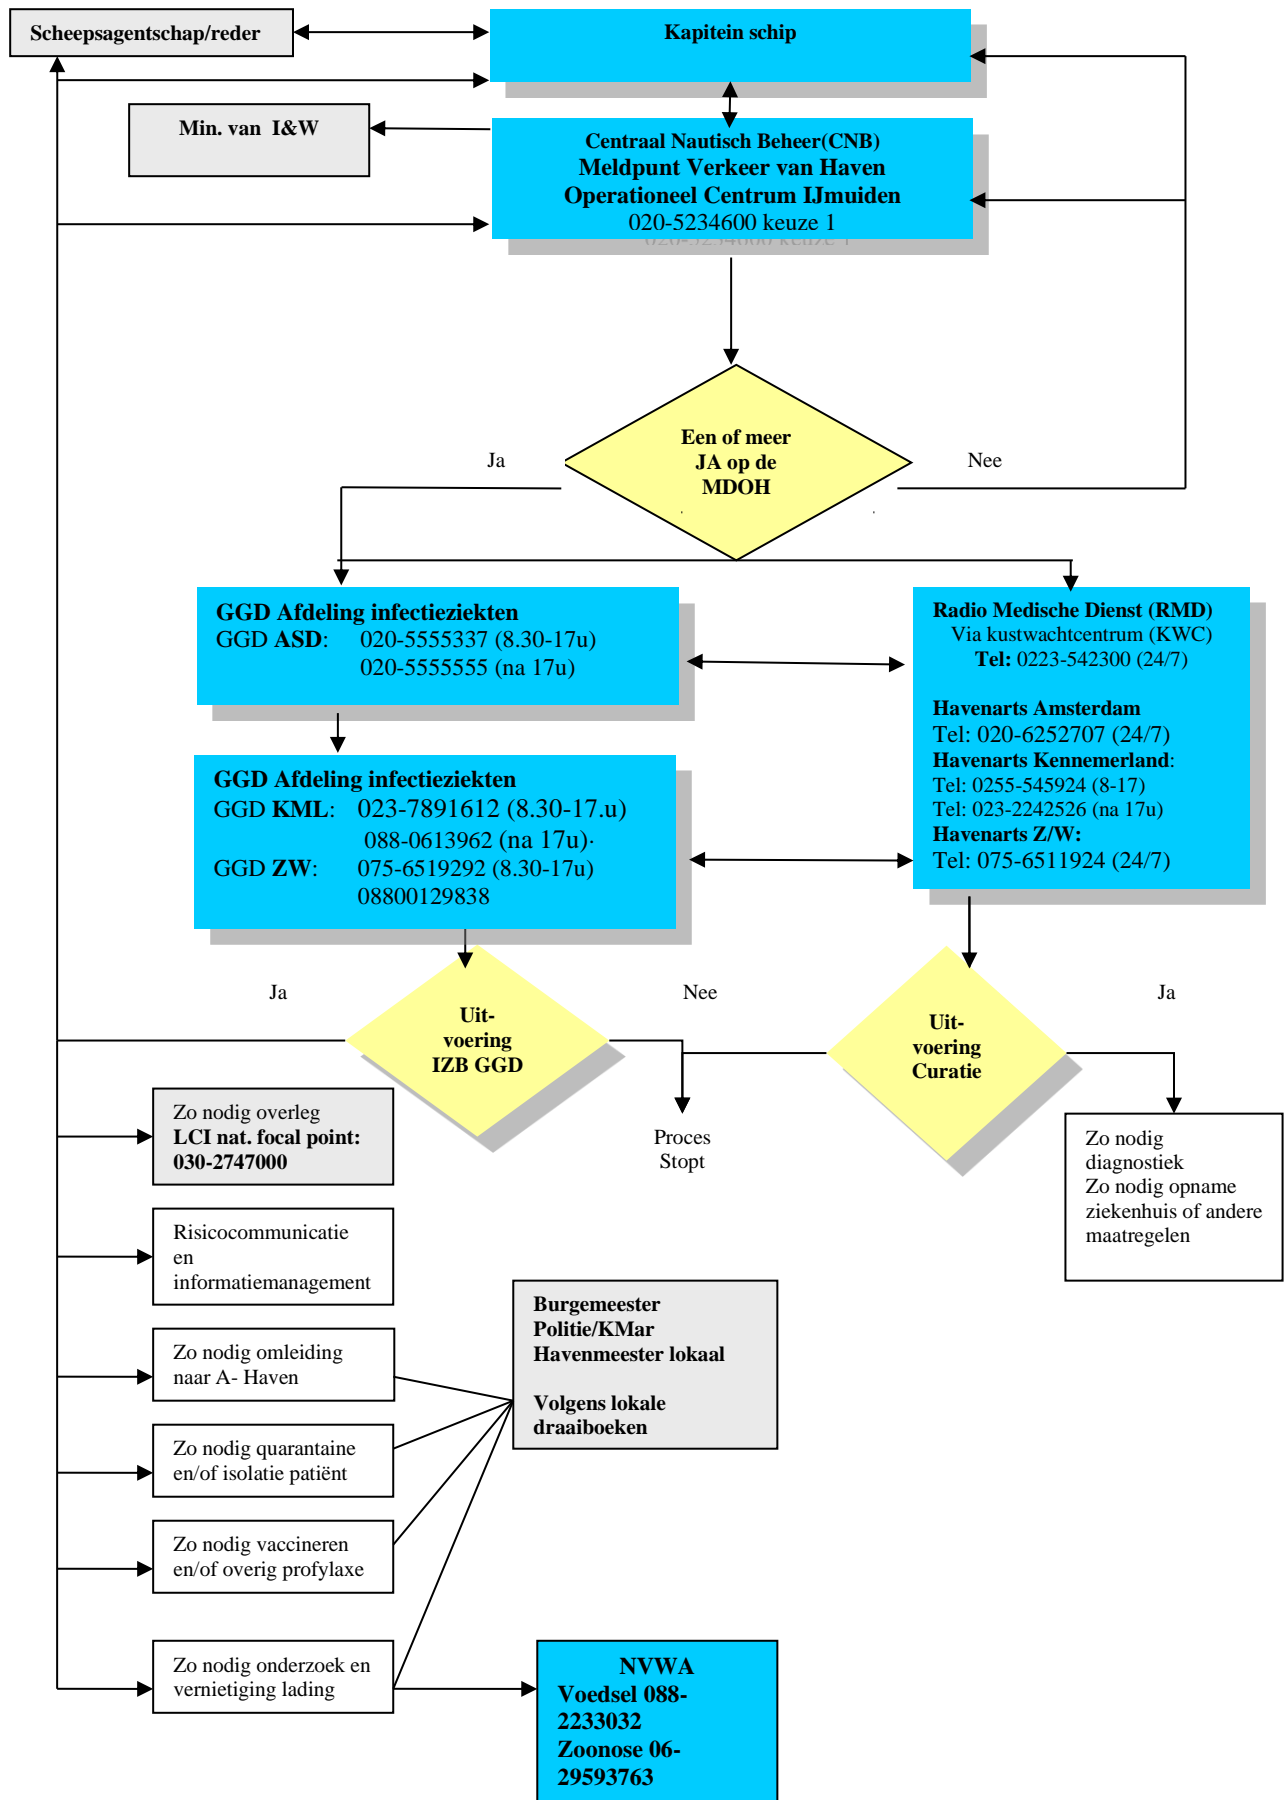 Scheepsagentschap/reder
Kapitein schip
Min. van I&W
Centraal Nautisch Beheer(CNB)
Meldpunt Verkeer van Haven
Operationeel Centrum IJmuiden
020-5234600 keuze 1
Een of meer
JA op de
MDOH
Ja
Nee
GGD Afdeling infectieziekten
GGD ASD: 020-5555337 (8.30-17u)
020-5555555 (na 17u)
Radio Medische Dienst (RMD)
Via kustwachtcentrum (KWC)
Tel: 0223-542300 (24/7)
Havenarts Amsterdam
Tel: 020-6252707 (24/7)
Havenarts Kennemerland:
Tel: 0255-545924 (8-17)
Tel: 023-2242526 (na 17u)
Havenarts Z/W:
Tel: 075-6511924 (24/7)
GGD Afdeling infectieziekten
GGD KML: 023-7891612 (8.30-17.u)
088-0613962 (na 17u)·
GGD ZW: 075-6519292 (8.30-17u)
08800129838
Ja
Uit-
voering
IZB GGD
Nee
Uit-
voering
Curatie
Ja
Proces
Stopt
Zo nodig
diagnostiek
Zo nodig opname
ziekenhuis of andere
maatregelen
Zo nodig overleg
LCI nat. focal point:
030-2747000
Risicocommunicatie
en
informatiemanagement
Zo nodig omleiding
naar A- Haven
Zo nodig quarantaine
en/of isolatie patiënt
Zo nodig vaccineren
en/of overig profylaxe
Zo nodig onderzoek en
vernietiging lading
Burgemeester
Politie/KMar
Havenmeester lokaal
Volgens lokale
draaiboeken
NVWA
Voedsel 088-
2233032
Zoonose 06-
29593763